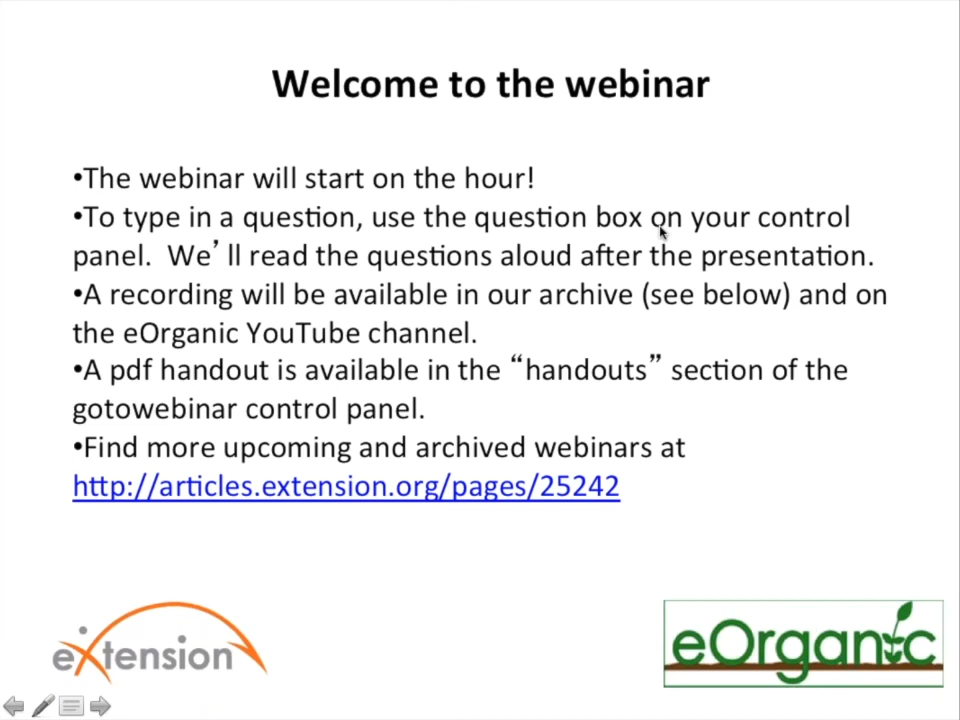 Welcome to the webinar
•The webinar will start on the hour!
•To type in a question, use the question box on your control
panel.  We’ll read the questions aloud after the presentation.
•A recording will be available in our archive (see below) and on
the eOrganic YouTube channel.
•A pdf handout is available in the “handouts” section of the
gotowebinar control panel.
•Find more upcoming and archived webinars at
http://articles.extension.org/pages/25242
eXtension
eOrganic